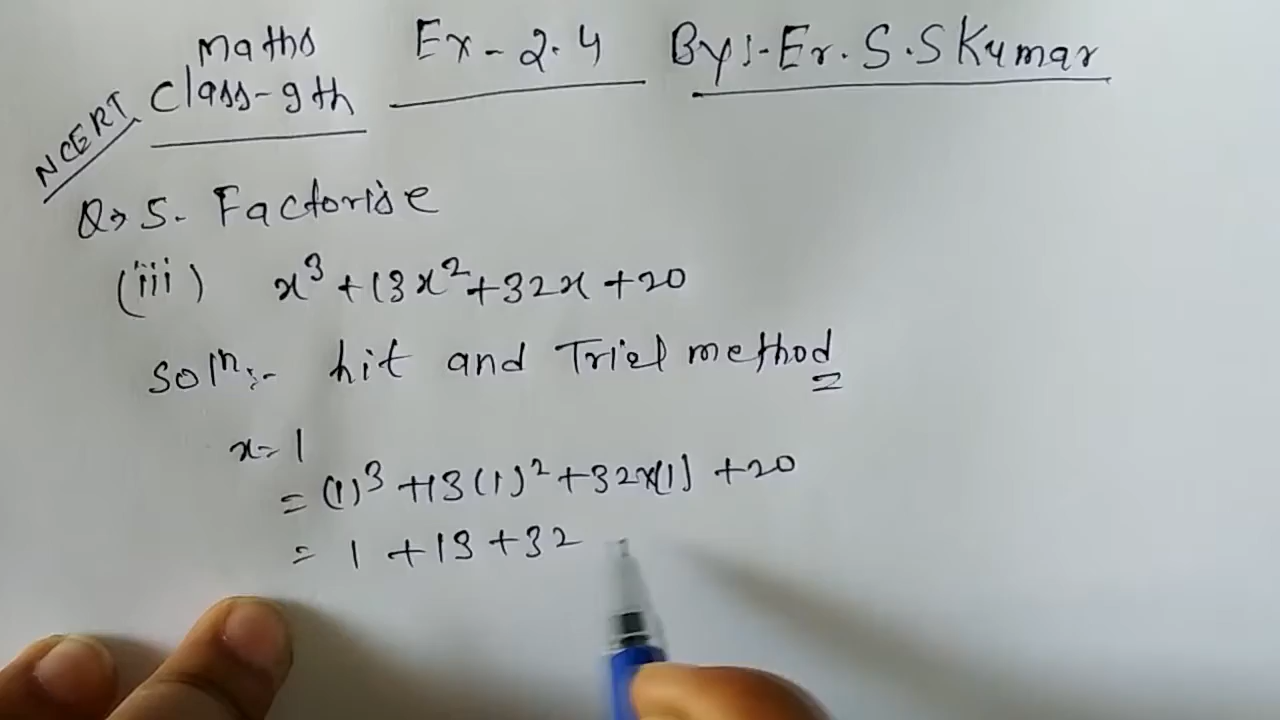 Maths Ex-2.4 By:-Er. S.S Kumar
NCERT Class-9th
Q→ 5. Factorise
(iii) x³+13x²+32x+20
Solⁿ:- hit and Triel method
x=1
= (1)³+13(1)²+32x(1)+20
= 1+13+32